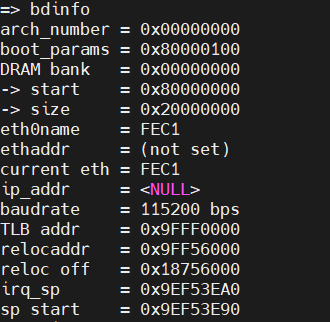 => bdinfo
arch_number = 0x00000000
boot_params = 0x80000100
DRAM bank   = 0x00000000
-> start    = 0x80000000
-> size     = 0x20000000
eth0name    = FEC1
ethaddr     = (not set)
current eth = FEC1
ip_addr     = <NULL>
baudrate    = 115200 bps
TLB addr    = 0x9FFF0000
relocaddr   = 0x9FF56000
reloc off   = 0x18756000
irq_sp      = 0x9EF53EA0
sp start    = 0x9EF53E90